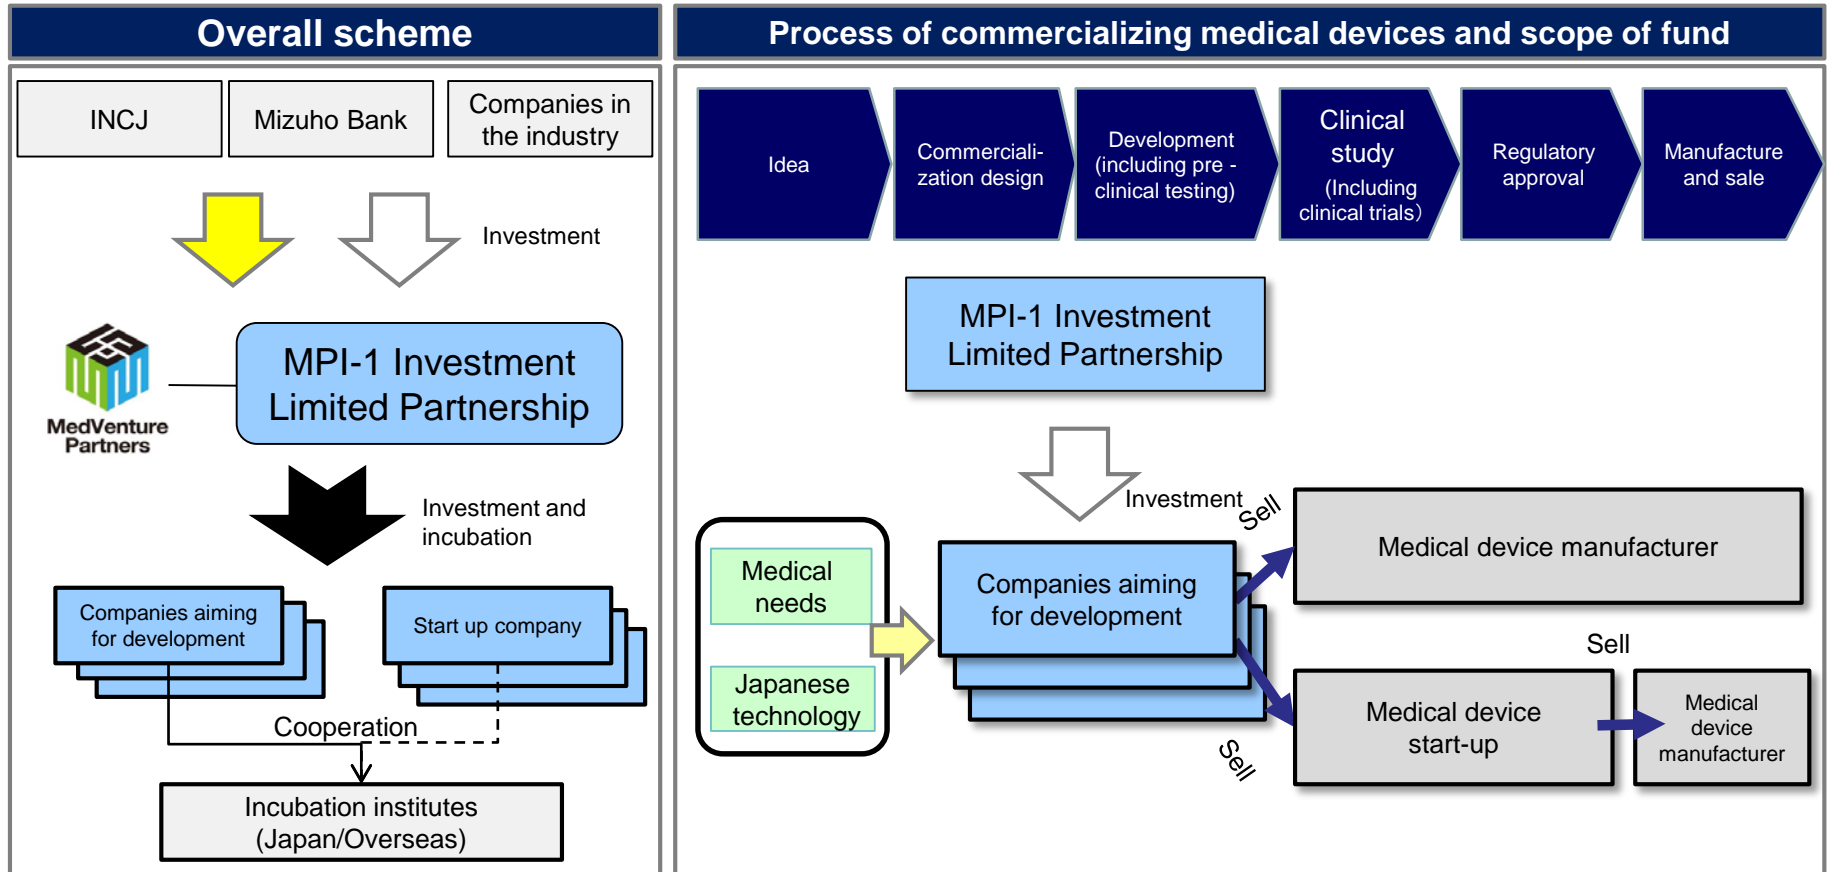 Overall scheme
INCJ
Mizuho Bank
Companies in
the industry
Investment
MedVenture
Partners
MPI-1 Investment
Limited Partnership
Investment and
incubation
Companies aiming
for development
Start up company
Cooperation
Incubation institutes
(Japan/Overseas)
Process of commercializing medical devices and scope of fund
Idea
Commerciali-
zation design
Development
(including pre -
clinical testing)
Clinical
study
(Including
clinical trials）
Regulatory
approval
Manufacture
and sale
MPI-1 Investment
Limited Partnership
Investment
Medical
needs
Japanese
technology
Companies aiming
for development
Sell
Medical device manufacturer
Sell
Medical device
start-up
Sell
Medical
device
manufacturer